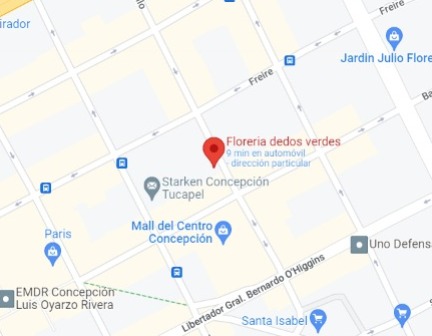 irador
Freire
Jardin Julio Flore
Freire
Ba
Floreria dedos verdes
9 min en automóvil
- dirección particular
Starken Concepción
Tucapel
Mall del Centro
Concepción
Paris
Uno Defens
EMDR Concepción
Luis Oyarzo Rivera
Libertador Gral. Bernardo O'Higgins
Santa Isabel